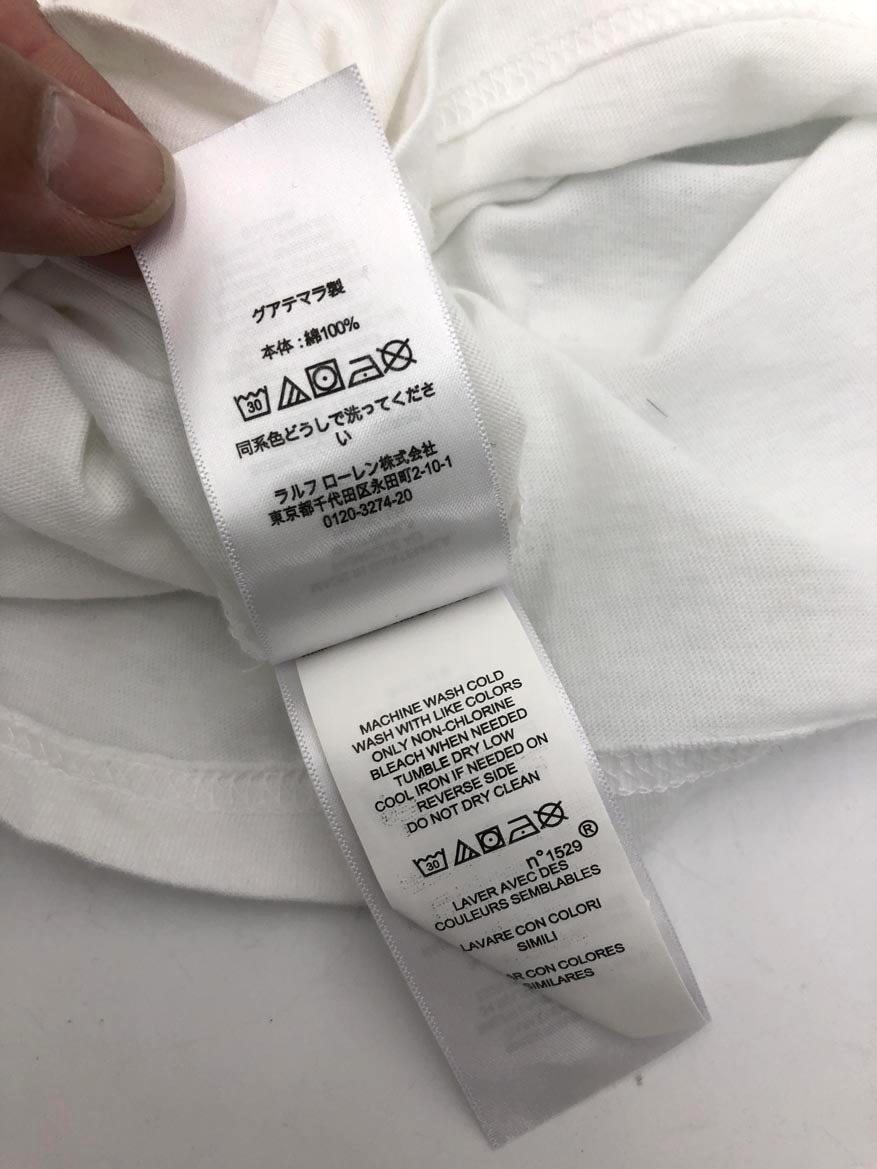 グアテマラ製
本体 : 綿100%
30
同系色どうしで洗ってくださ
い
ラルフ ローレン株式会社
東京都千代田区永田町2-10-1
0120-3274-20
MACHINE WASH COLD
WASH WITH LIKE COLORS
ONLY NON-CHLORINE
BLEACH WHEN NEEDED
TUMBLE DRY LOW
COOL IRON IF NEEDED ON
REVERSE SIDE
DO NOT DRY CLEAN
30
n°1529®
LAVER AVEC DES
COULEURS SEMBLABLES
LAVARE CON COLORI
SIMILI
CON COLORES
SIMILARES